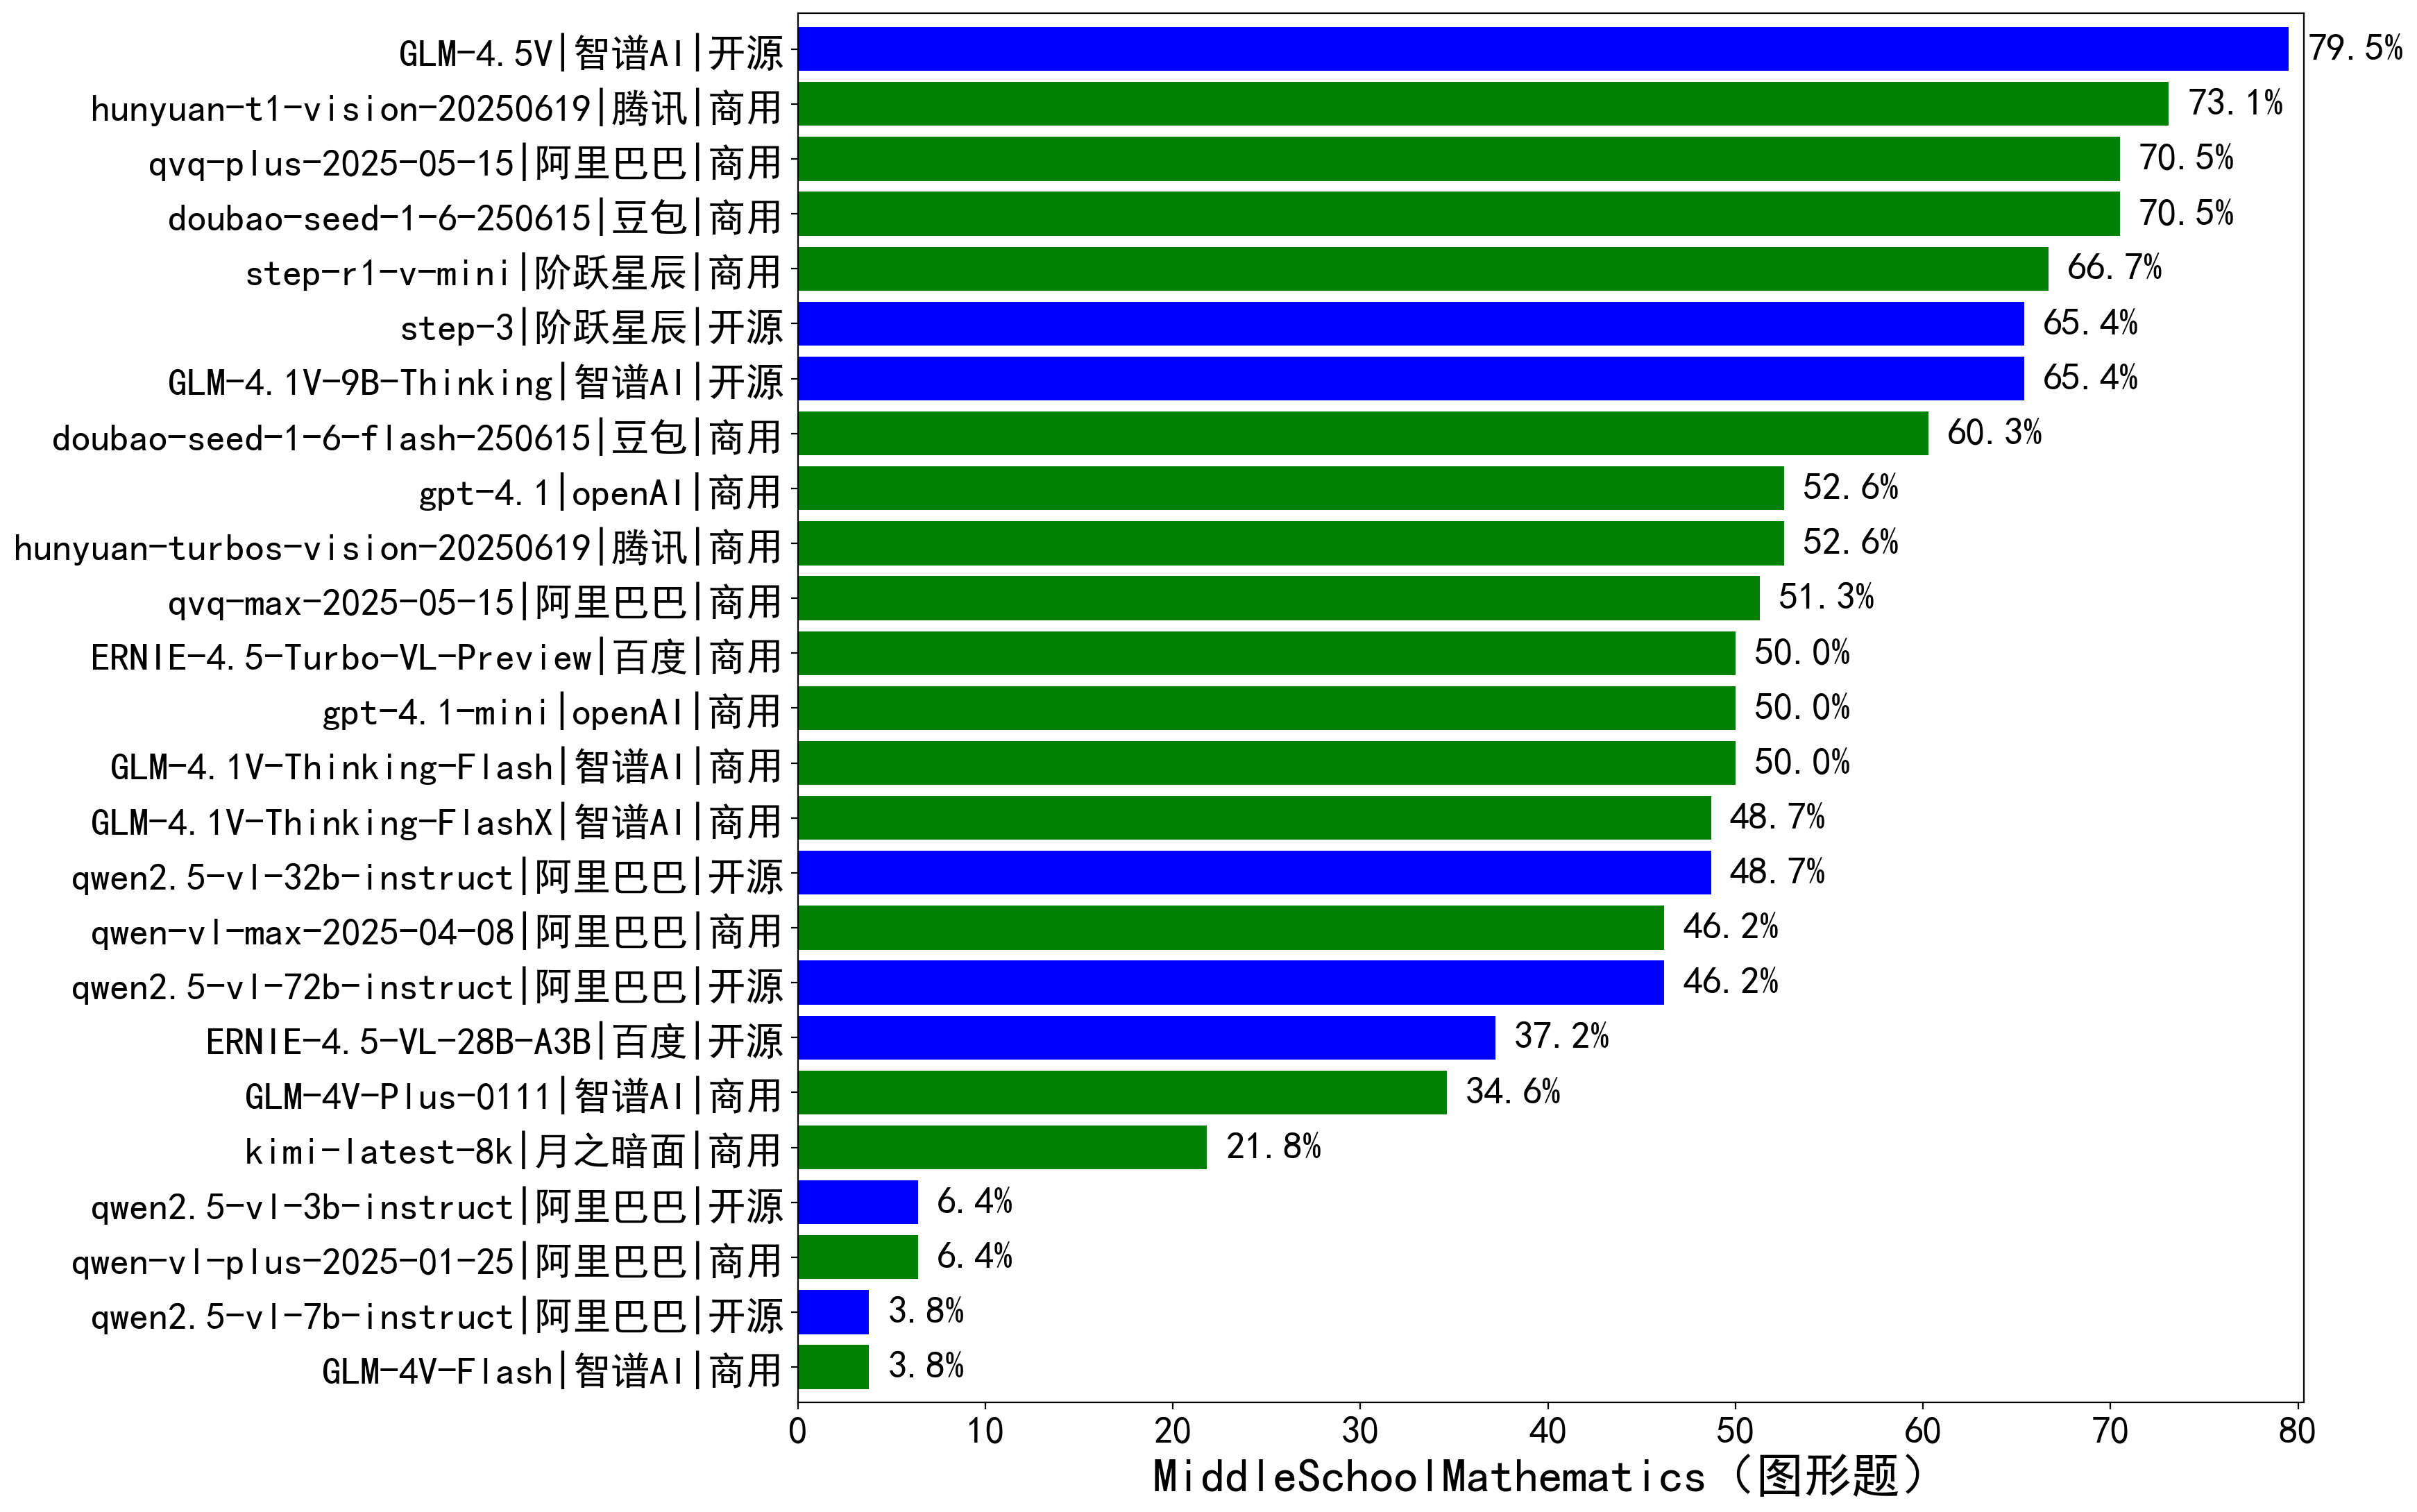 GLM-4.5V|智谱AI|开源 79.5%
hunyuan-t1-vision-20250619|腾讯|商用 73.1%
qvq-plus-2025-05-15|阿里巴巴|商用 70.5%
doubao-seed-1-6-250615|豆包|商用 70.5%
step-r1-v-mini|阶跃星辰|商用 66.7%
step-3|阶跃星辰|开源 65.4%
GLM-4.1V-9B-Thinking|智谱AI|开源 65.4%
doubao-seed-1-6-flash-250615|豆包|商用 60.3%
gpt-4.1|openAI|商用 52.6%
hunyuan-turbos-vision-20250619|腾讯|商用 52.6%
qvq-max-2025-05-15|阿里巴巴|商用 51.3%
ERNIE-4.5-Turbo-VL-Preview|百度|商用 50.0%
gpt-4.1-mini|openAI|商用 50.0%
GLM-4.1V-Thinking-Flash|智谱AI|商用 50.0%
GLM-4.1V-Thinking-FlashX|智谱AI|商用 48.7%
qwen2.5-vl-32b-instruct|阿里巴巴|开源 48.7%
qwen-vl-max-2025-04-08|阿里巴巴|商用 46.2%
qwen2.5-vl-72b-instruct|阿里巴巴|开源 46.2%
ERNIE-4.5-VL-28B-A3B|百度|开源 37.2%
GLM-4V-Plus-0111|智谱AI|商用 34.6%
kimi-latest-8k|月之暗面|商用 21.8%
qwen2.5-vl-3b-instruct|阿里巴巴|开源 6.4%
qwen-vl-plus-2025-01-25|阿里巴巴|商用 6.4%
qwen2.5-vl-7b-instruct|阿里巴巴|开源 3.8%
GLM-4V-Flash|智谱AI|商用 3.8%
0 10 20 30 40 50 60 70 80
MiddleSchoolMathematics（图形题）